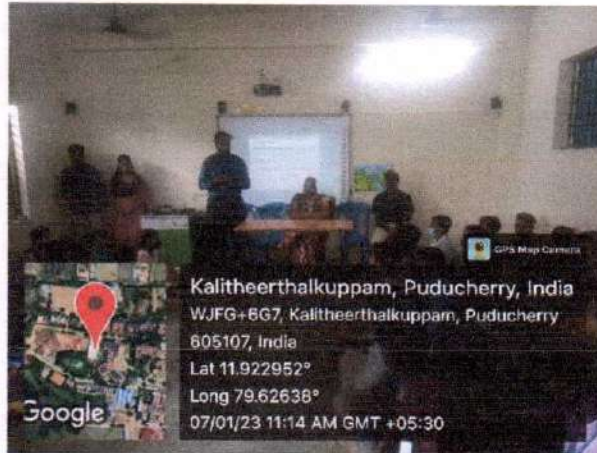 GPS Map Camera
Kalitheerthalkuppam, Puducherry, India
WJFG+6G7, Kalitheerthalkuppam, Puducherry
605107, India
Lat 11.922952°
Long 79.62638°
07/01/23 11:14 AM GMT +05:30
Google